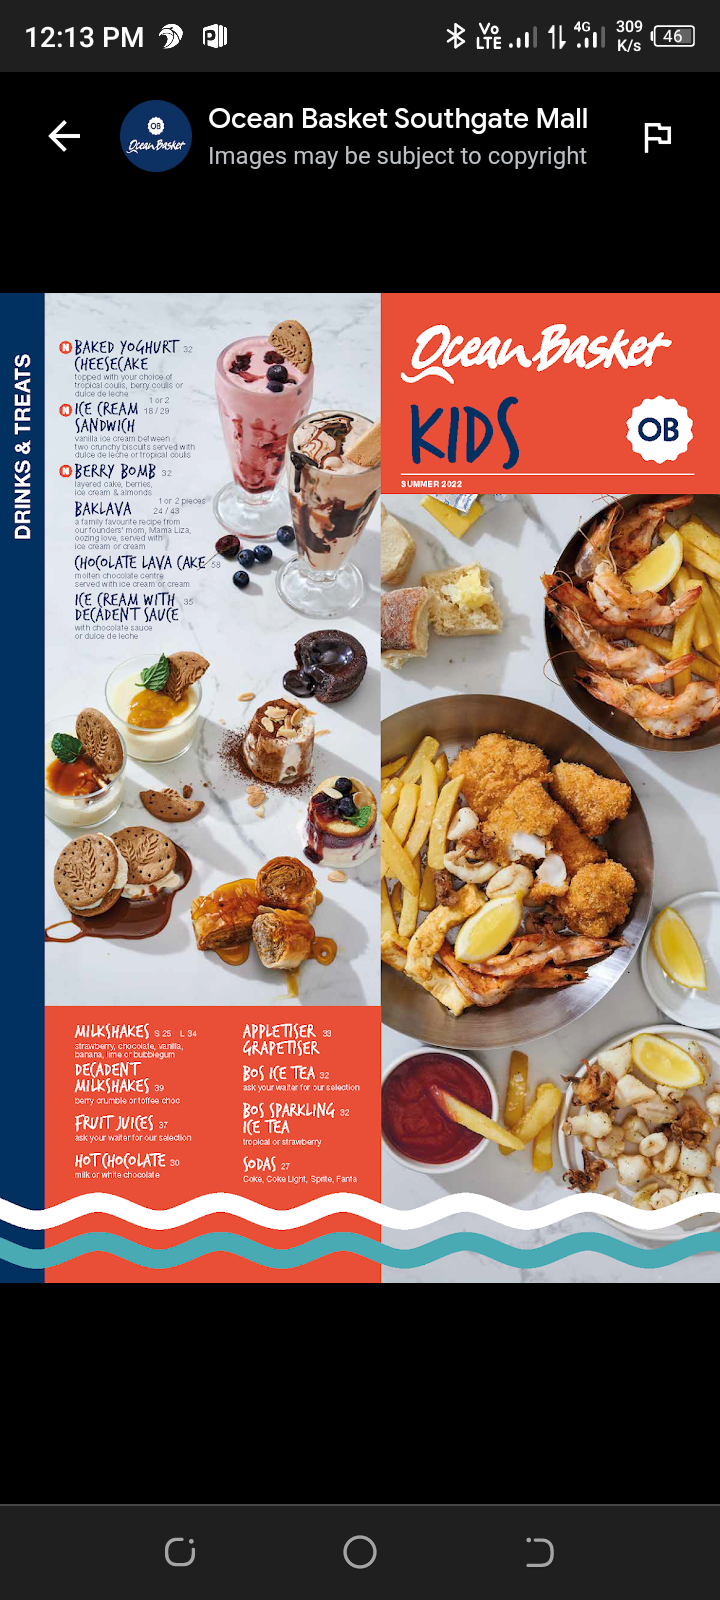 12:13 PM
Vo
LTE
4G
309
K/s
46
OB
Ocean Basket
Ocean Basket Southgate Mall
Images may be subject to copyright
DRINKS & TREATS
N BAKED YOGHURT 32
CHEESECAKE
topped with your choice of
tropical coulis, berry coulis or
dulce de leche
1 or 2
N ICE CREAM 18 / 29
SANDWICH
vanilla ice cream between
two crunchy biscuits served with
dulce de leche or tropical coulis
N BERRY BOMB 32
layered cake, berries,
ice cream & almonds
1 or 2 pieces
BAKLAVA 24 / 43
a family favourite recipe from
our founders' mom, Mama Liza,
oozing love, served with
ice cream or cream
CHOCOLATE LAVA CAKE 58
molten chocolate centre
served with ice cream or cream
ICE CREAM WITH 35
DECADENT SAUCE
with chocolate sauce
or dulce de leche
MILKSHAKES S 25 L 34
strawberry, chocolate, vanilla,
banana, lime or bubblegum
DECADENT
MILKSHAKES 39
berry crumble or toffee choc
FRUIT JUICES 37
ask your waiter for our selection
HOT CHOCOLATE 30
milk or white chocolate
APPLETISER 33
GRAPETISER
BOS ICE TEA 32
ask your waiter for our selection
BOS SPARKLING 32
ICE TEA
tropical or strawberry
SODAS 27
Coke, Coke Light, Sprite, Fanta
Ocean Basket
KIDS
OB
SUMMER 2022